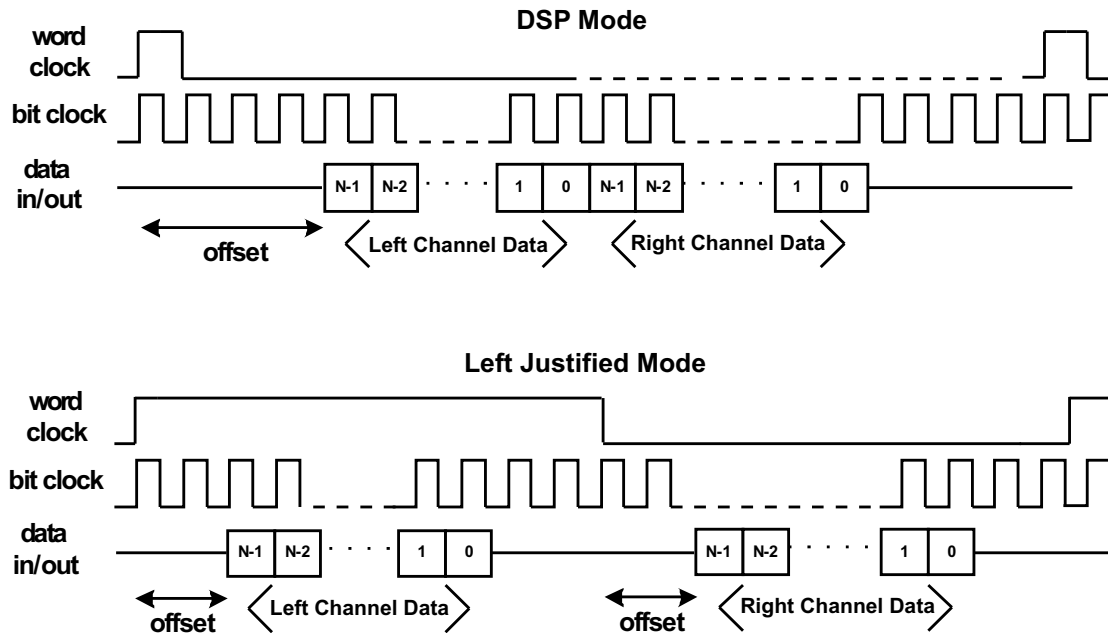 DSP Mode
word
clock
bit clock
data
in/out
N-1 N-2 . . . . 1 0 N-1 N-2 . . . . . 1 0
offset
Left Channel Data
Right Channel Data
Left Justified Mode
word
clock
bit clock
data
in/out
N-1 N-2 . . . . . 1 0 N-1 N-2 . . . . . 1 0
offset
Left Channel Data
offset
Right Channel Data